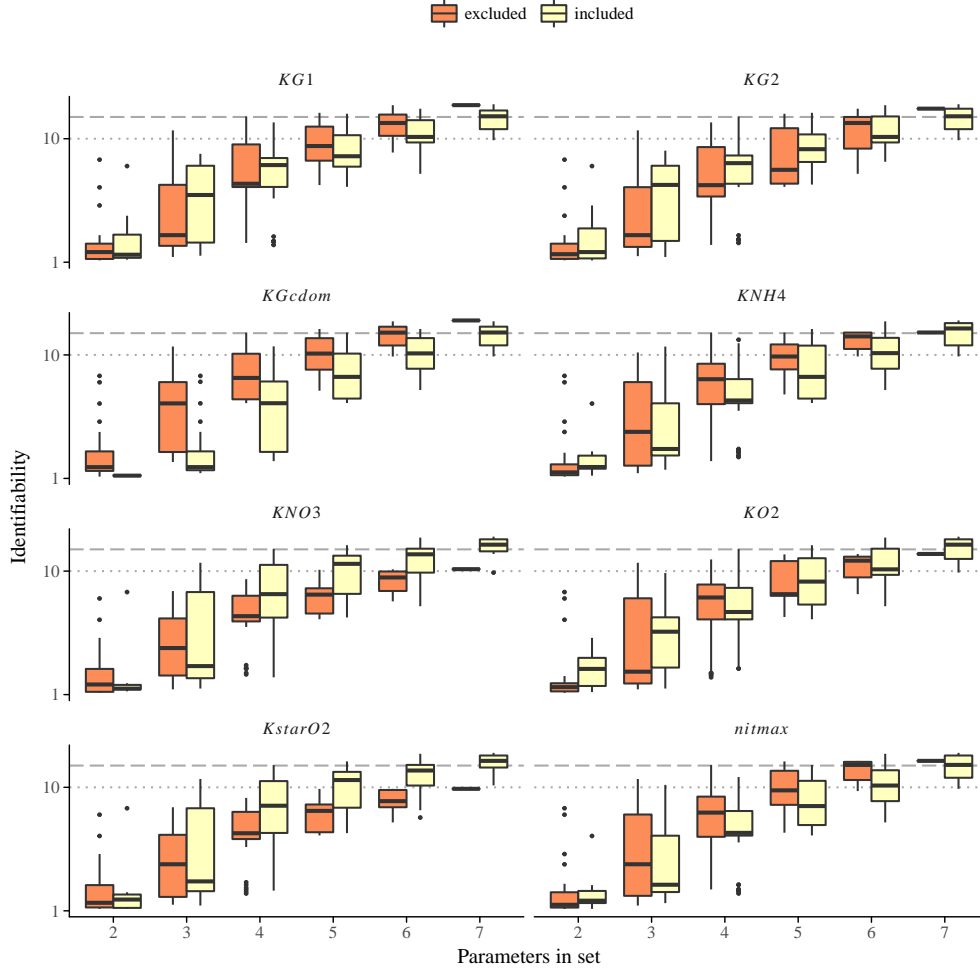 excluded included
KG1 KG2
10
1
KGcdom KNH4
10
1
Identifiability
KNO3 KO2
10
1
KstarO2 nitmax
10
1
2 3 4 5 6 7 2 3 4 5 6 7
Parameters in set